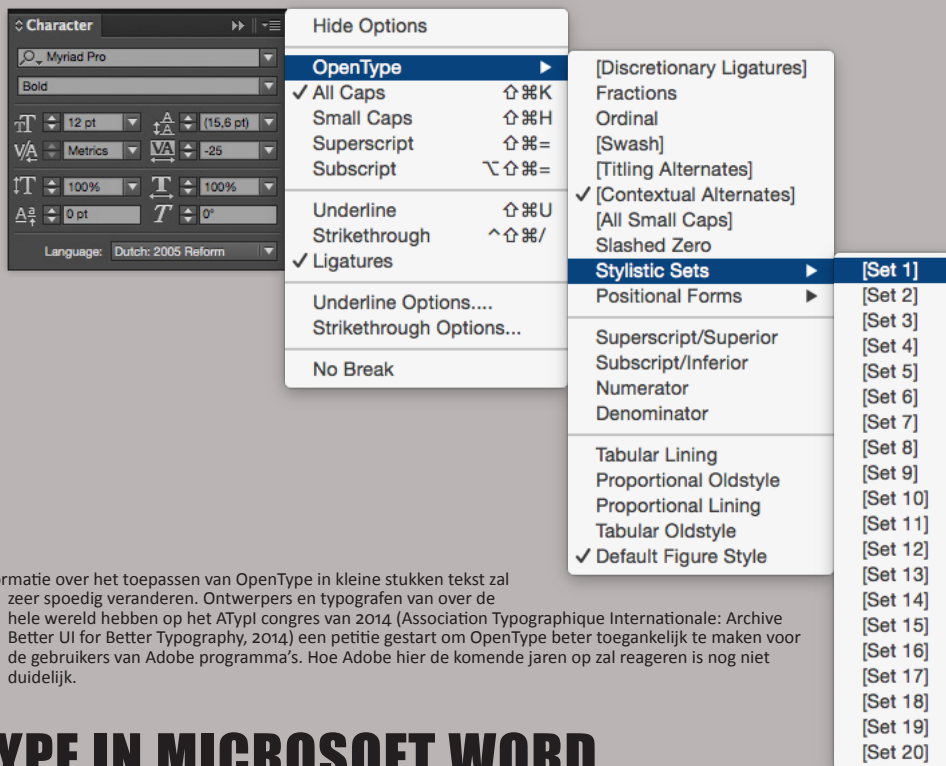 Character
Myriad Pro
Bold
12 pt (15,6 pt)
Metrics -25
100% 100%
0 pt 0°
Language: Dutch: 2005 Reform
Hide Options
OpenType
✓ All Caps ⇧⌘K
Small Caps ⇧⌘H
Superscript ⇧⌘=
Subscript ⌥⇧⌘=
Underline ⇧⌘U
Strikethrough ^⇧⌘/
✓ Ligatures
Underline Options....
Strikethrough Options...
No Break
[Discretionary Ligatures]
Fractions
Ordinal
[Swash]
[Titling Alternates]
✓ [Contextual Alternates]
[All Small Caps]
Slashed Zero
Stylistic Sets
Positional Forms
Superscript/Superior
Subscript/Inferior
Numerator
Denominator
Tabular Lining
Proportional Oldstyle
Proportional Lining
Tabular Oldstyle
✓ Default Figure Style
[Set 1]
[Set 2]
[Set 3]
[Set 4]
[Set 5]
[Set 6]
[Set 7]
[Set 8]
[Set 9]
[Set 10]
[Set 11]
[Set 12]
[Set 13]
[Set 14]
[Set 15]
[Set 16]
[Set 17]
[Set 18]
[Set 19]
[Set 20]
rmatie over het toepassen van OpenType in kleine stukken tekst zal
zeer spoedig veranderen. Ontwerpers en typografen van over de
hele wereld hebben op het ATypI congres van 2014 (Association Typographique Internationale: Archive
Better UI for Better Typography, 2014) een petitie gestart om OpenType beter toegankelijk te maken voor
de gebruikers van Adobe programma's. Hoe Adobe hier de komende jaren op zal reageren is nog niet
duidelijk.
YPE IN MICROSOFT WORD